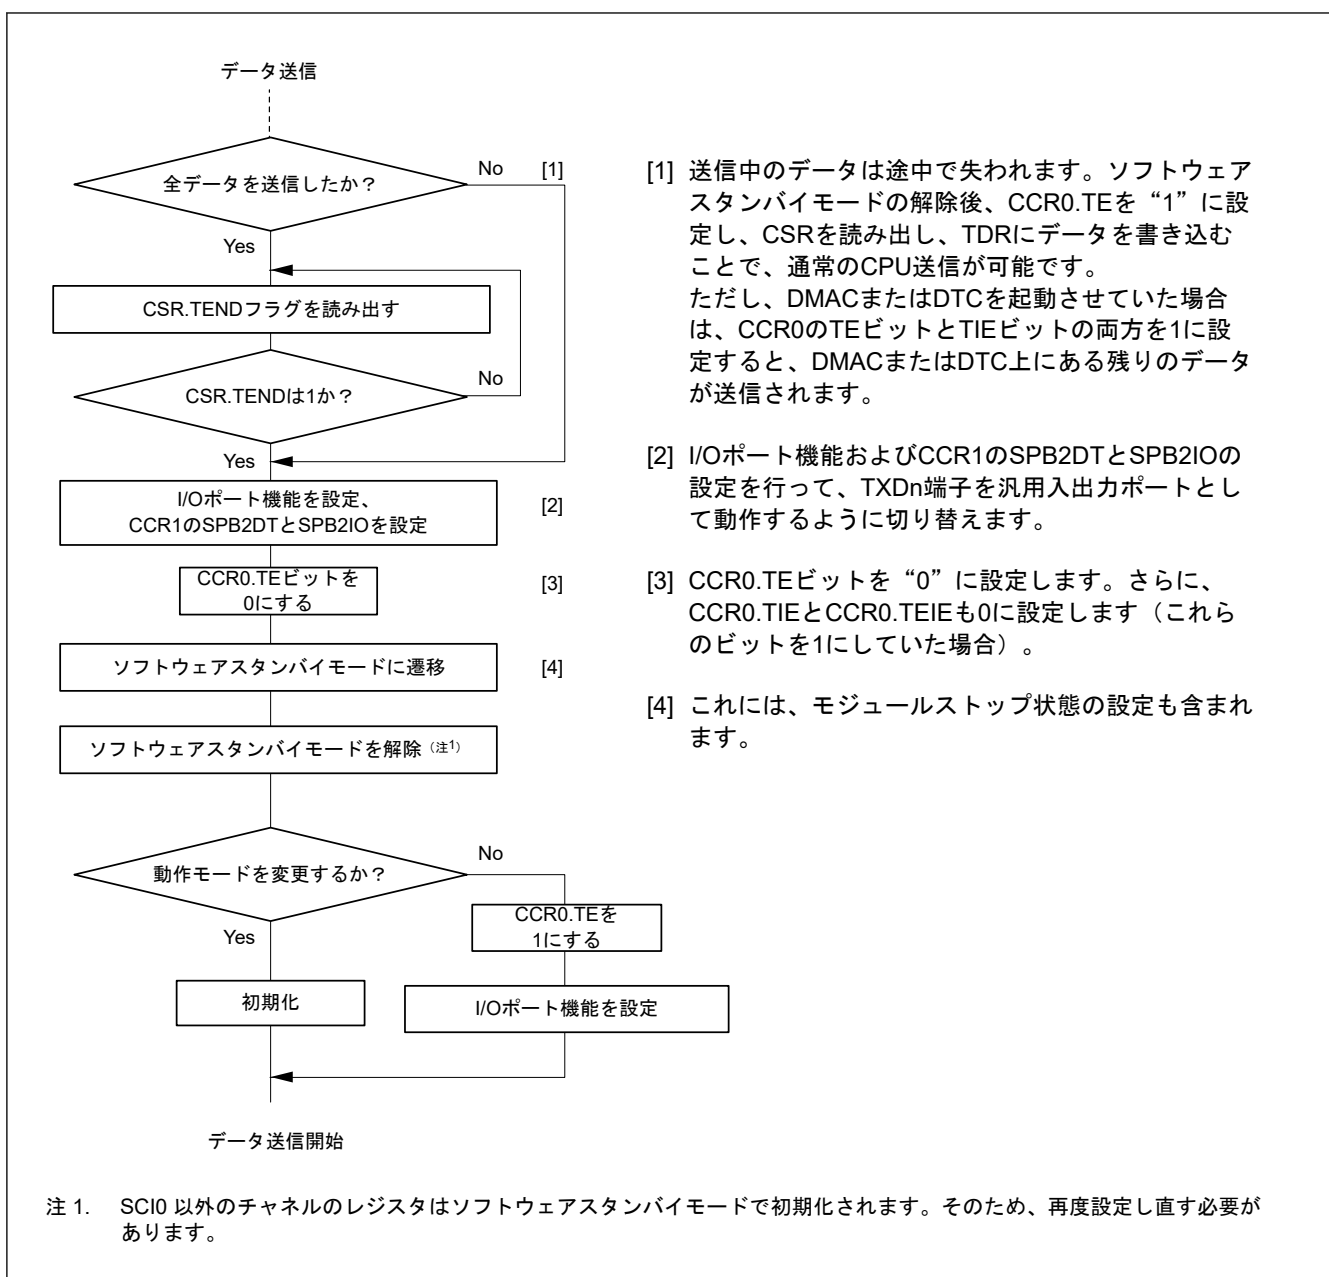 データ送信
全データを送信したか？
No
[1]
Yes
CSR.TENDフラグを読み出す
CSR.TENDは1か？
No
Yes
I/Oポート機能を設定、
CCR1のSPB2DTとSPB2IOを設定
[2]
CCR0.TEビットを
0にする
[3]
ソフトウェアスタンバイモードに遷移
[4]
ソフトウェアスタンバイモードを解除（注1）
動作モードを変更するか？
No
Yes
CCR0.TEを
1にする
初期化
I/Oポート機能を設定
データ送信開始
[1] 送信中のデータは途中で失われます。ソフトウェア
スタンバイモードの解除後、CCR0.TEを“1”に設
定し、CSRを読み出し、TDRにデータを書き込む
ことで、通常のCPU送信が可能です。
ただし、DMACまたはDTCを起動させていた場合
は、CCR0のTEビットとTIEビットの両方を1に設
定すると、DMACまたはDTC上にある残りのデータ
が送信されます。
[2] I/Oポート機能およびCCR1のSPB2DTとSPB2IOの
設定を行って、TXDn端子を汎用入出力ポートとし
て動作するように切り替えます。
[3] CCR0.TEビットを“0”に設定します。さらに、
CCR0.TIEとCCR0.TEIEも0に設定します（これら
のビットを1にしていた場合）。
[4] これには、モジュールストップ状態の設定も含まれ
ます。
注 1. SCI0 以外のチャネルのレジスタはソフトウェアスタンバイモードで初期化されます。そのため、再度設定し直す必要が
あります。